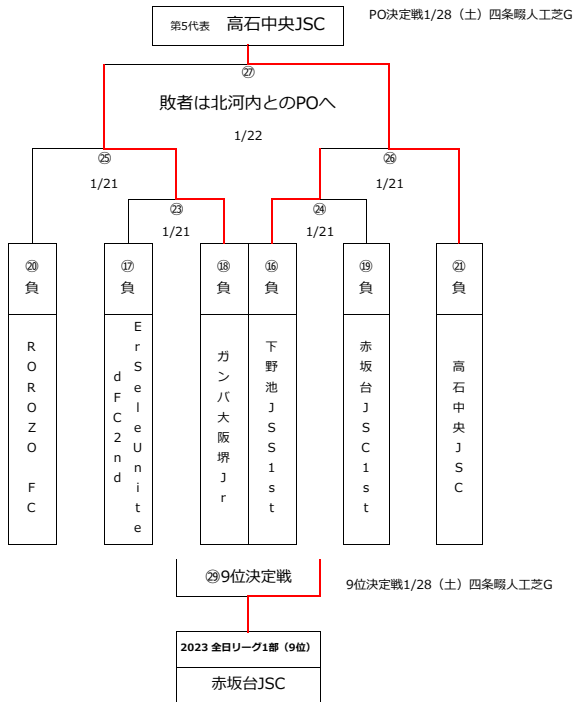 第5代表 高石中央JSC
PO決定戦1/28（土）四条畷人工芝G
㉗
敗者は北河内とのPOへ
1/22
㉕
㉖
1/21
1/21
㉓
㉔
1/21
1/21
⑳
負
⑰
負
⑱
負
⑯
負
⑲
負
㉑
負
ROROZO FC
ErSeleUnite
dFC2nd
ガンバ大阪堺Jr
下野池JSS1st
赤坂台JSC1st
高石中央JSC
㉙9位決定戦
9位決定戦1/28（土）四条畷人工芝G
2023 全日リーグ1部（9位）
赤坂台JSC